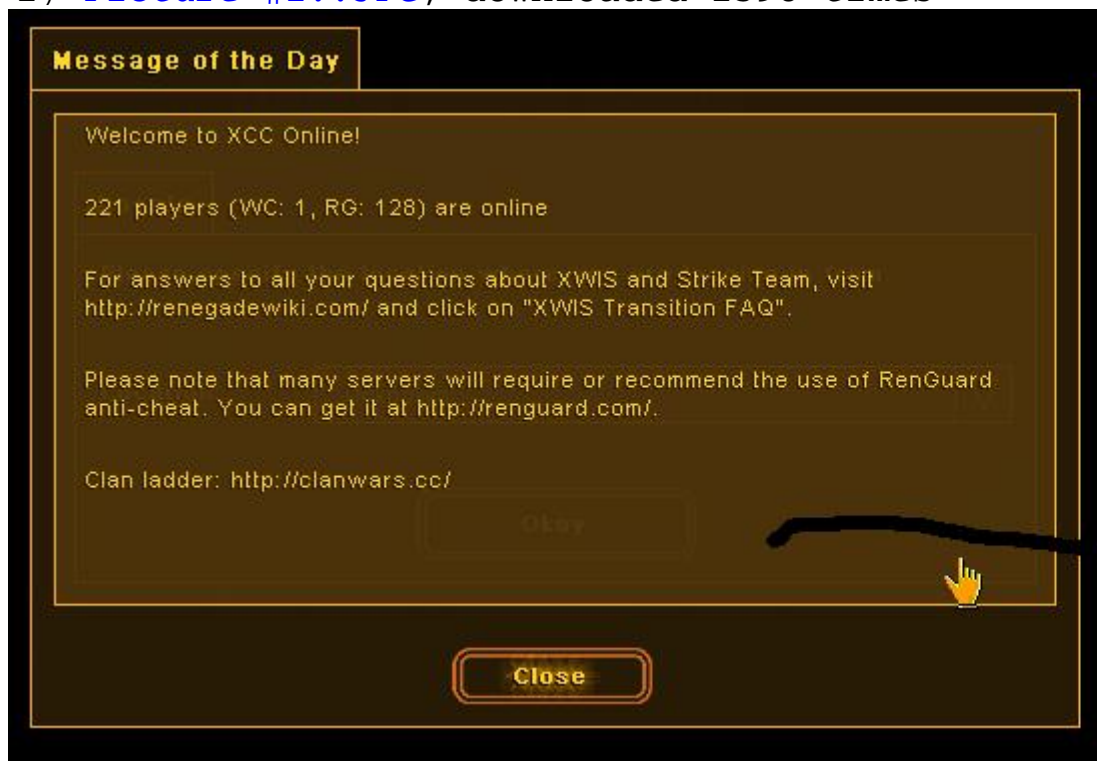 Message of the Day
Welcome to XCC Online!
221 players (WC: 1, RG: 128) are online
For answers to all your questions about XWIS and Strike Team, visit
http://renegadewiki.com/ and click on "XWIS Transition FAQ".
Please note that many servers will require or recommend the use of RenGuard
anti-cheat. You can get it at http://renguard.com/.
Clan ladder: http://clanwars.cc/
Okay
Close